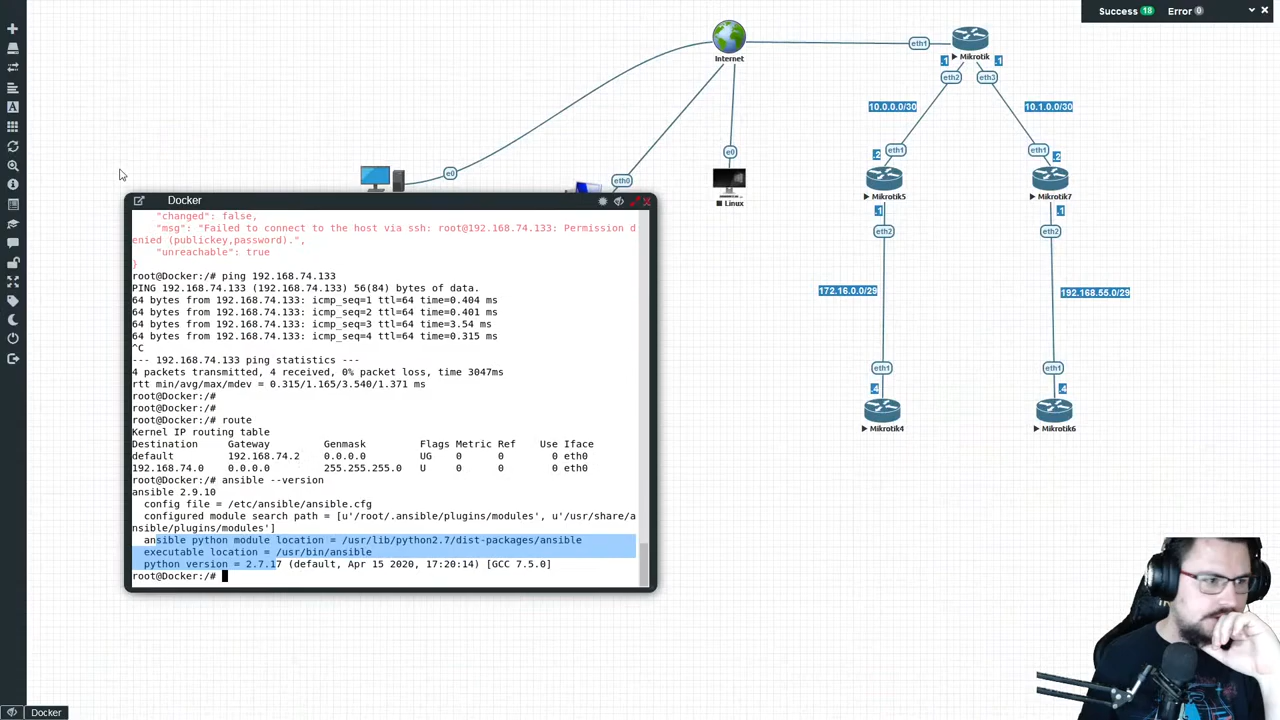 Success 18 Error 0
Internet
eth1
Mikrotik
.1
.1
eth2
eth3
10.0.0.0/30
10.1.0.0/30
e0
eth0
e0
Linux
.2
eth1
eth1
.2
Mikrotik5
Mikrotik7
.1
.1
eth2
eth2
172.16.0.0/29
192.168.55.0/29
eth1
eth1
.4
.4
Mikrotik4
Mikrotik6
Docker
"changed": false,
"msg": "Failed to connect to the host via ssh: root@192.168.74.133: Permission d
enied (publickey,password).",
"unreachable": true
}
root@Docker:/# ping 192.168.74.133
PING 192.168.74.133 (192.168.74.133) 56(84) bytes of data.
64 bytes from 192.168.74.133: icmp_seq=1 ttl=64 time=0.404 ms
64 bytes from 192.168.74.133: icmp_seq=2 ttl=64 time=0.401 ms
64 bytes from 192.168.74.133: icmp_seq=3 ttl=64 time=3.54 ms
64 bytes from 192.168.74.133: icmp_seq=4 ttl=64 time=0.315 ms
^C
--- 192.168.74.133 ping statistics ---
4 packets transmitted, 4 received, 0% packet loss, time 3047ms
rtt min/avg/max/mdev = 0.315/1.165/3.540/1.371 ms
root@Docker:/#
root@Docker:/#
root@Docker:/# route
Kernel IP routing table
Destination Gateway Genmask Flags Metric Ref Use Iface
default 192.168.74.2 0.0.0.0 UG 0 0 0 eth0
192.168.74.0 0.0.0.0 255.255.255.0 U 0 0 0 eth0
root@Docker:/# ansible --version
ansible 2.9.10
config file = /etc/ansible/ansible.cfg
configured module search path = [u'/root/.ansible/plugins/modules', u'/usr/share/a
nsible/plugins/modules']
ansible python module location = /usr/lib/python2.7/dist-packages/ansible
executable location = /usr/bin/ansible
python version = 2.7.17 (default, Apr 15 2020, 17:20:14) [GCC 7.5.0]
root@Docker:/#
Docker